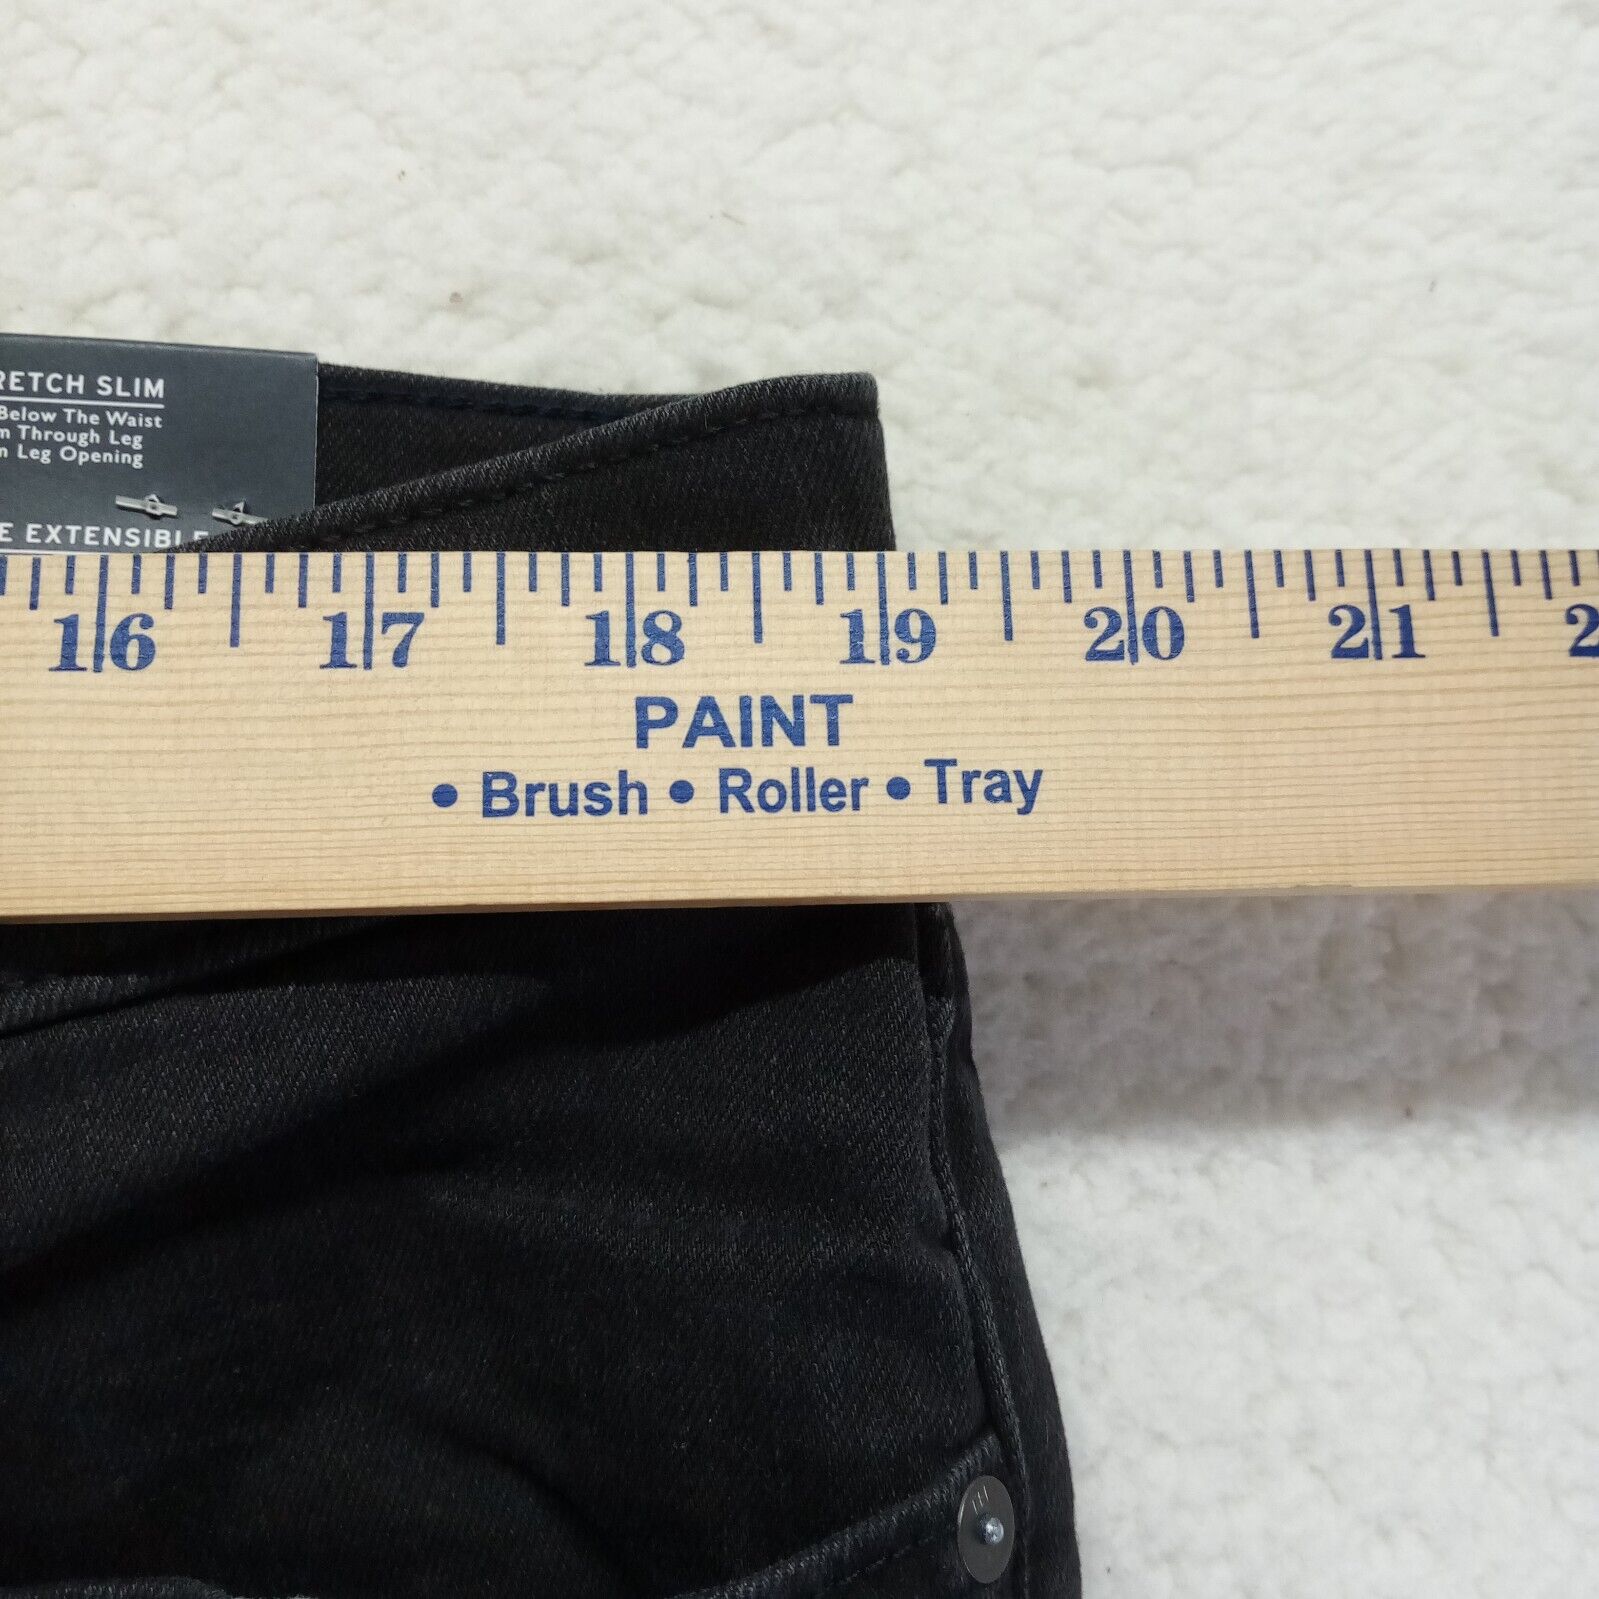 RETCH SLIM
Below The Waist
m Through Leg
m Leg Opening
E EXTENSIBLE
16 17 18 19 20 21 2
PAINT
• Brush • Roller • Tray